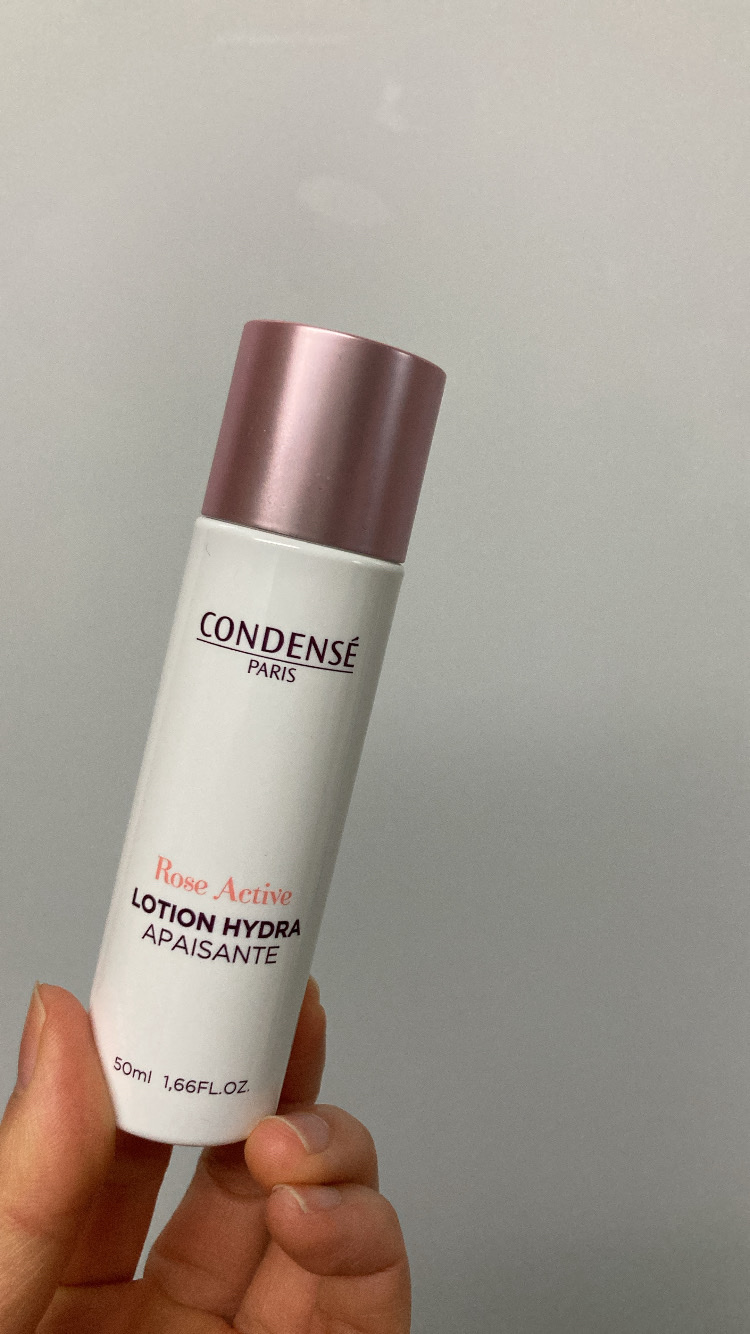 CONDENSÉ
PARIS
Rose Active
LOTION HYDRA
APAISANTE
50ml 1,66FL.OZ.